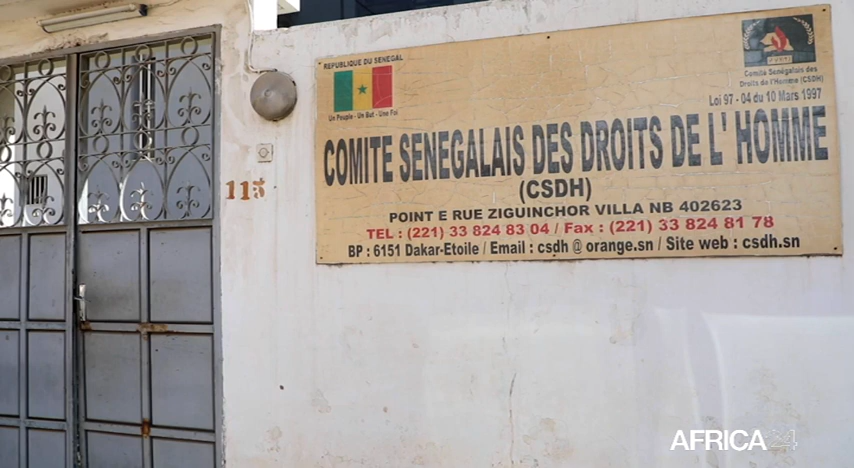 REPUBLIQUE DU SENEGAL
Un Peuple - Un But - Une Foi
Comité Sénégalais des
Droits de l'Homme (CSDH)
Loi 97 - 04 du 10 Mars 1997
COMITE SENEGALAIS DES DROITS DE L' HOMME
(CSDH)
POINT E RUE ZIGUINCHOR VILLA NB 402623
TEL : (221) 33 824 83 04 / Fax : (221) 33 824 81 78
BP : 6151 Dakar-Etoile / Email : csdh @ orange.sn / Site web : csdh.sn
115
AFRICA24